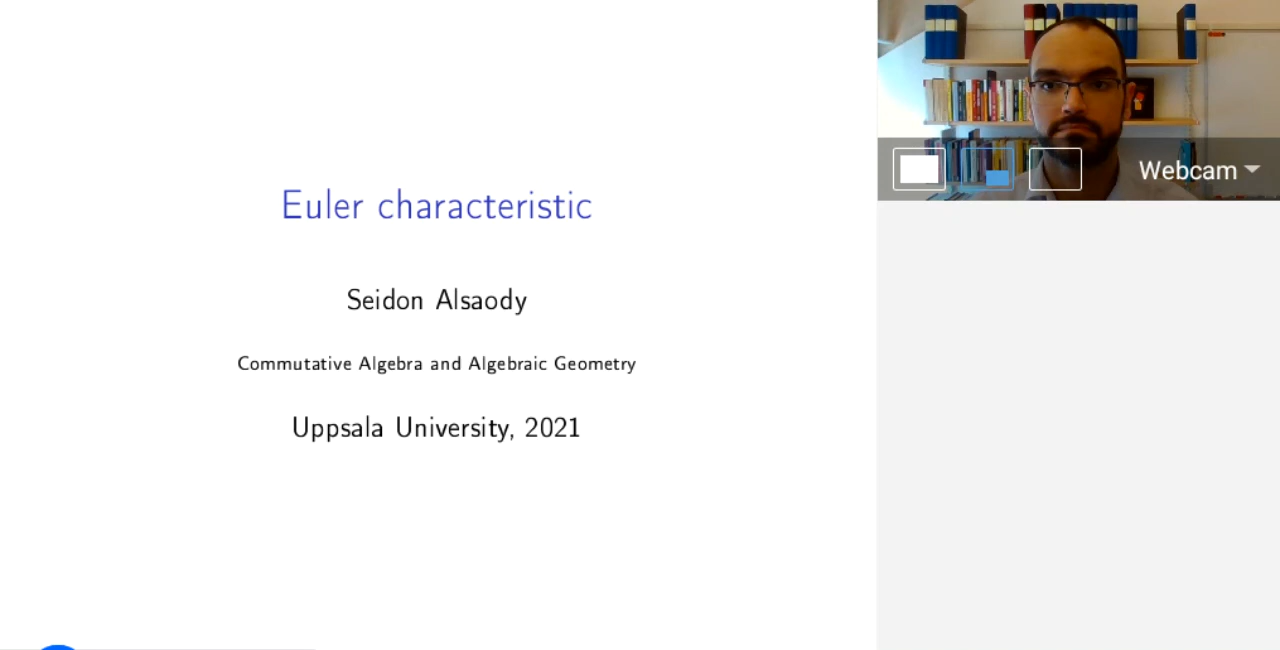 Euler characteristic
Seidon Alsaody
Commutative Algebra and Algebraic Geometry
Uppsala University, 2021
Webcam